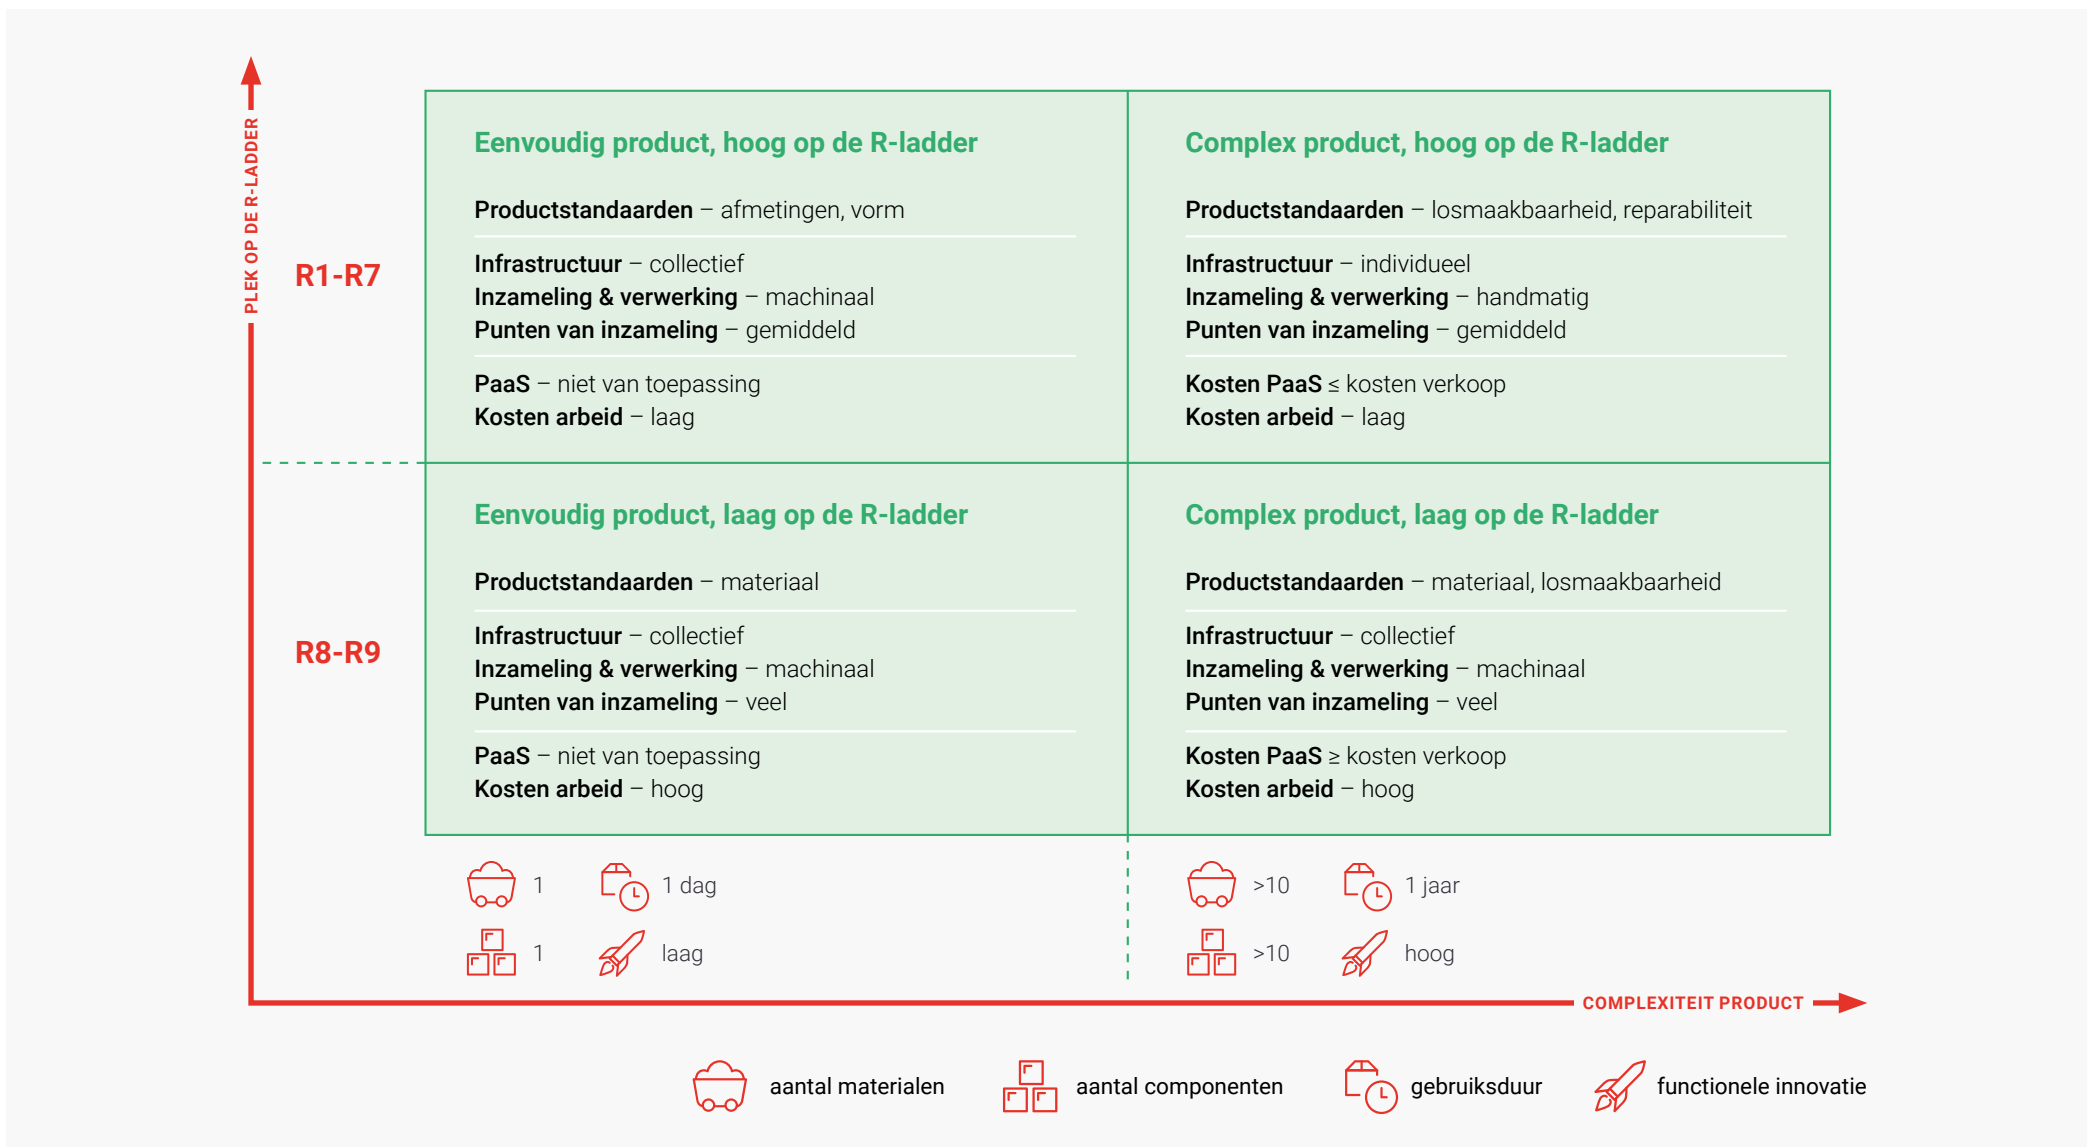 PLEK OP DE R-LADDER
R1-R7
Eenvoudig product, hoog op de R-ladder
Productstandaarden – afmetingen, vorm
Infrastructuur – collectief
Inzameling & verwerking – machinaal
Punten van inzameling – gemiddeld
PaaS – niet van toepassing
Kosten arbeid – laag
Complex product, hoog op de R-ladder
Productstandaarden – losmaakbaarheid, reparabiliteit
Infrastructuur – individueel
Inzameling & verwerking – handmatig
Punten van inzameling – gemiddeld
Kosten PaaS ≤ kosten verkoop
Kosten arbeid – laag
R8-R9
Eenvoudig product, laag op de R-ladder
Productstandaarden – materiaal
Infrastructuur – collectief
Inzameling & verwerking – machinaal
Punten van inzameling – veel
PaaS – niet van toepassing
Kosten arbeid – hoog
Complex product, laag op de R-ladder
Productstandaarden – materiaal, losmaakbaarheid
Infrastructuur – collectief
Inzameling & verwerking – machinaal
Punten van inzameling – veel
Kosten PaaS ≥ kosten verkoop
Kosten arbeid – hoog
1
1 dag
1
laag
>10
1 jaar
>10
hoog
COMPLEXITEIT PRODUCT
aantal materialen
aantal componenten
gebruiksduur
functionele innovatie